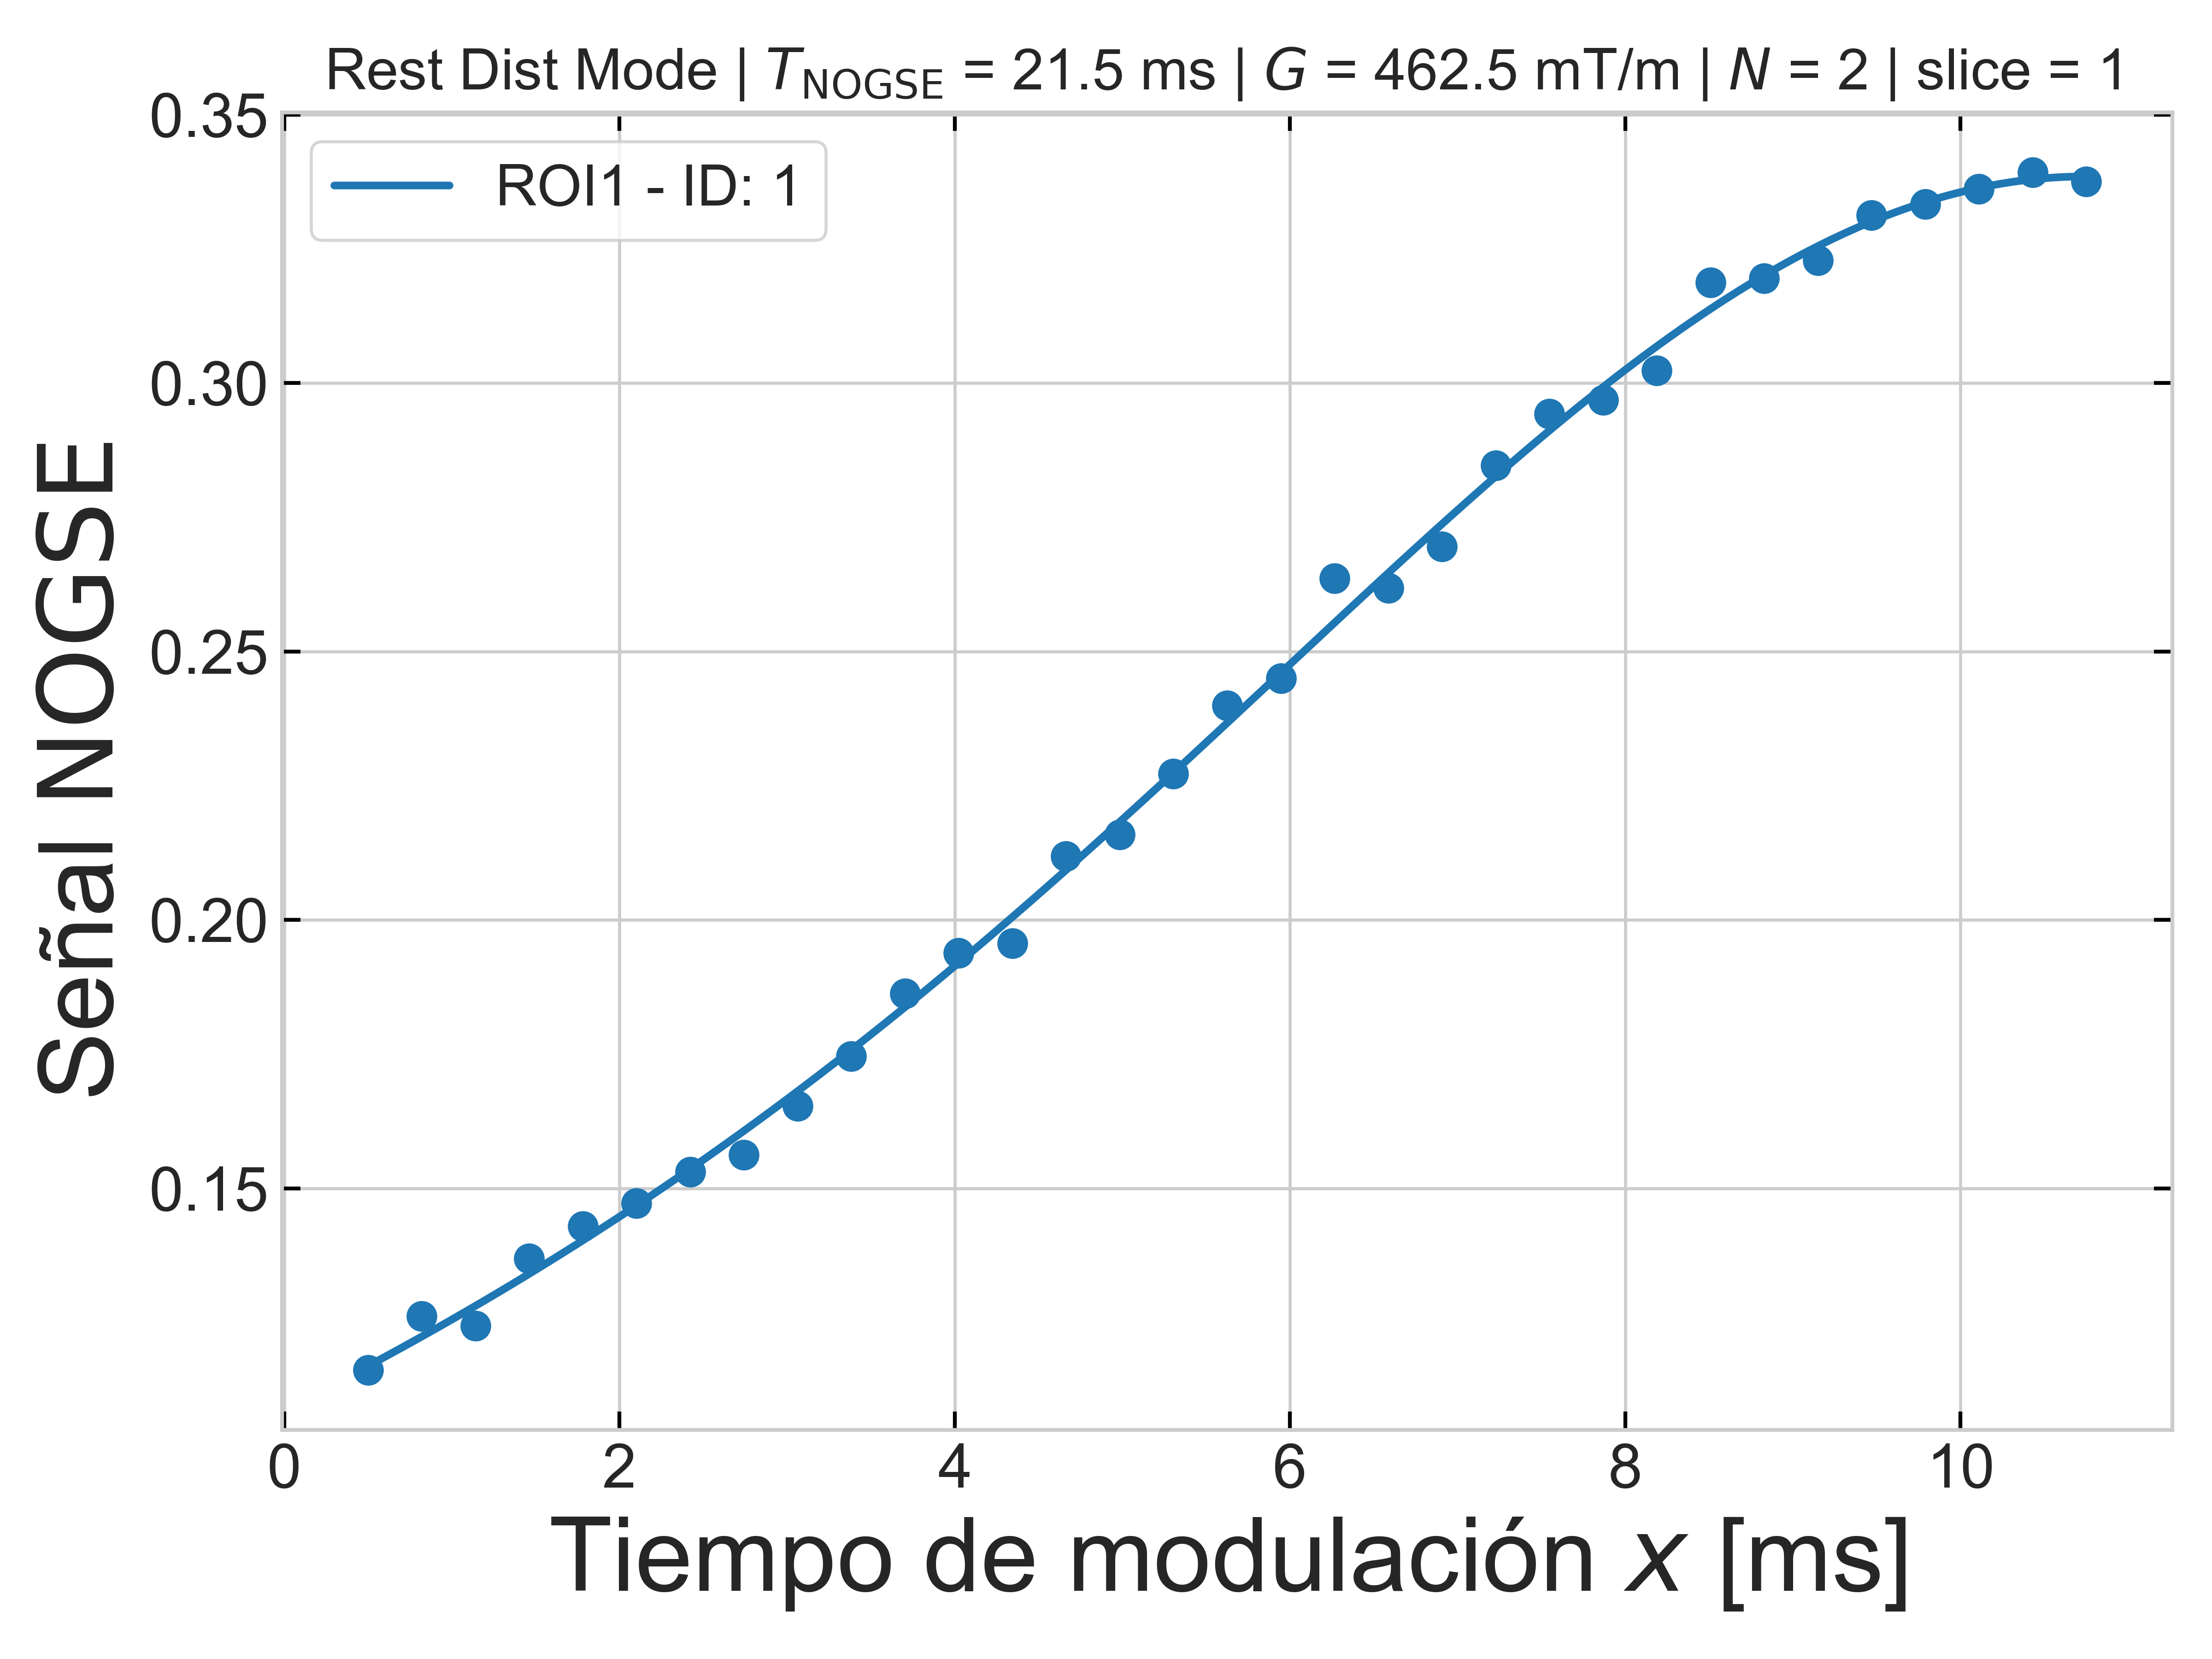 Rest Dist Mode | T_NOGSE = 21.5 ms | G = 462.5 mT/m | N = 2 | slice = 1
ROI1 - ID: 1
Señal NOGSE
0.35
0.30
0.25
0.20
0.15
0 2 4 6 8 10
Tiempo de modulación x [ms]